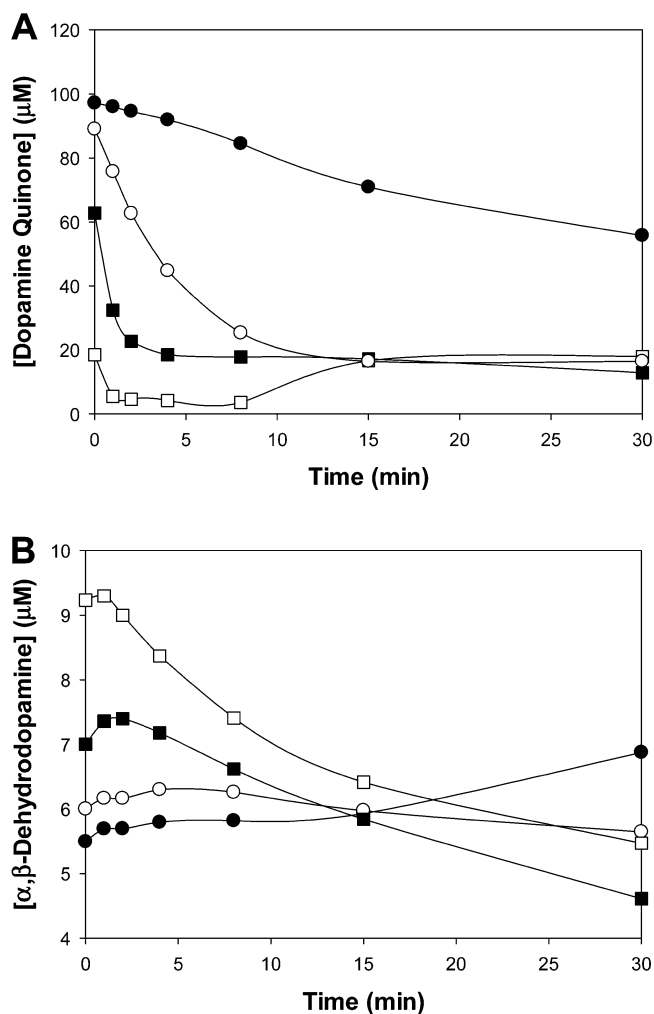 A
[Dopamine Quinone] (µM)
120
100
80
60
40
20
0
0 5 10 15 20 25 30
Time (min)
B
[α,β-Dehydrodopamine] (µM)
10
9
8
7
6
5
4
0 5 10 15 20 25 30
Time (min)